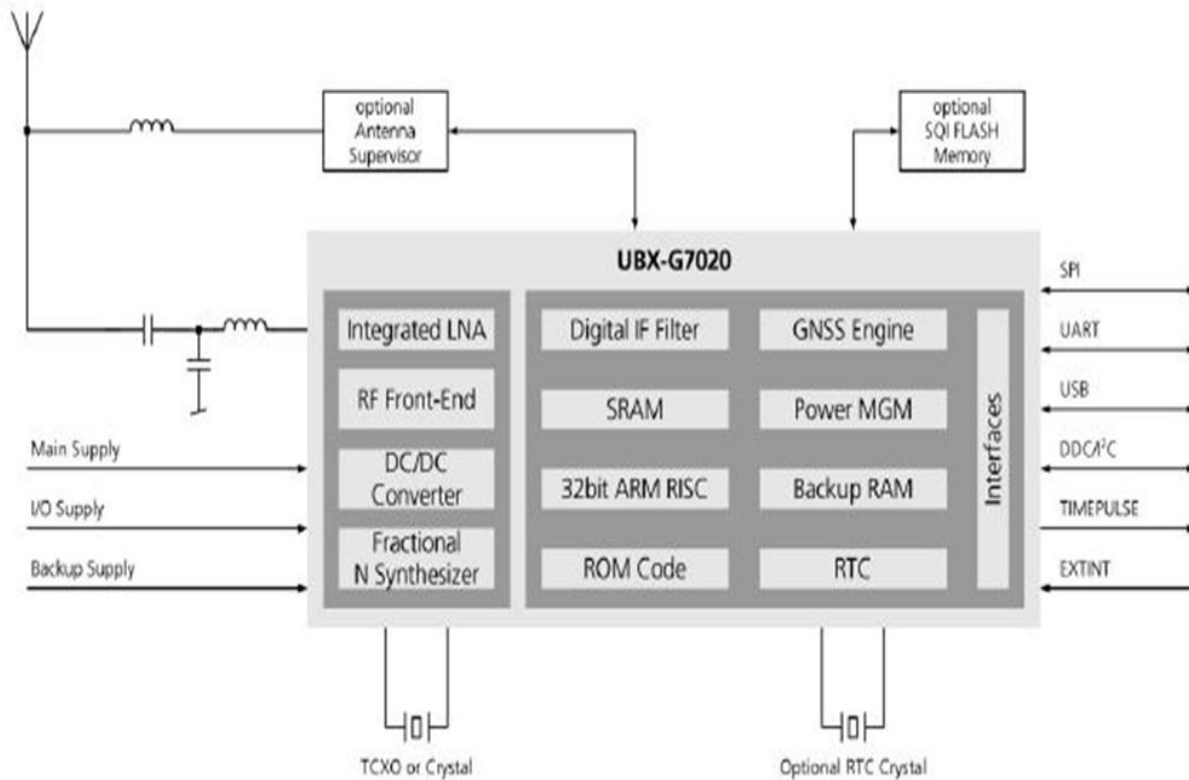 optional
Antenna
Supervisor
optional
SQI FLASH
Memory
UBX-G7020
Integrated LNA
RF Front-End
DC/DC
Converter
Fractional
N Synthesizer
Digital IF Filter
SRAM
32bit ARM RISC
ROM Code
GNSS Engine
Power MGM
Backup RAM
RTC
Interfaces
Main Supply
I/O Supply
Backup Supply
SPI
UART
USB
DDC/I²C
TIMEPULSE
EXTINT
TCXO or Crystal
Optional RTC Crystal